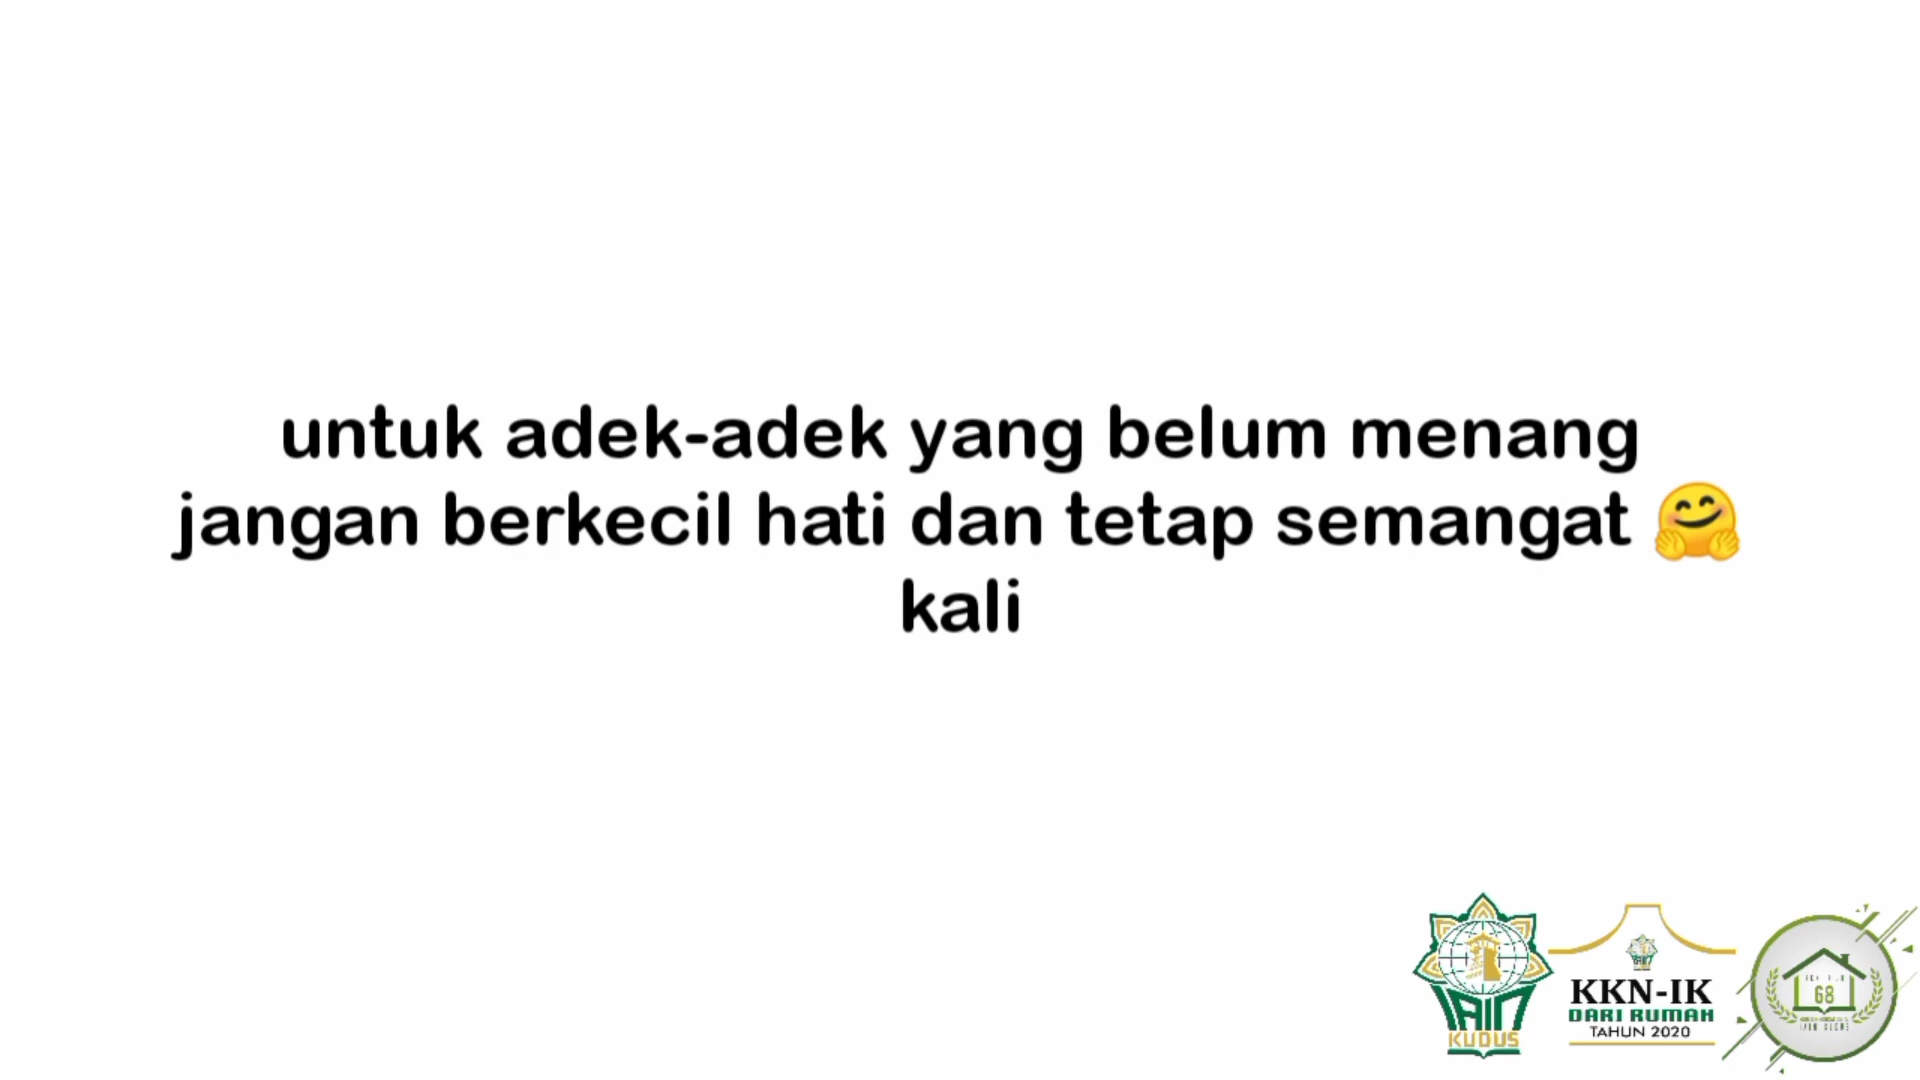 untuk adek-adek yang belum menang
jangan berkecil hati dan tetap semangat 🤗
kali
IAIN
KUDUS
KKN-IK
DARI RUMAH
TAHUN 2020
68